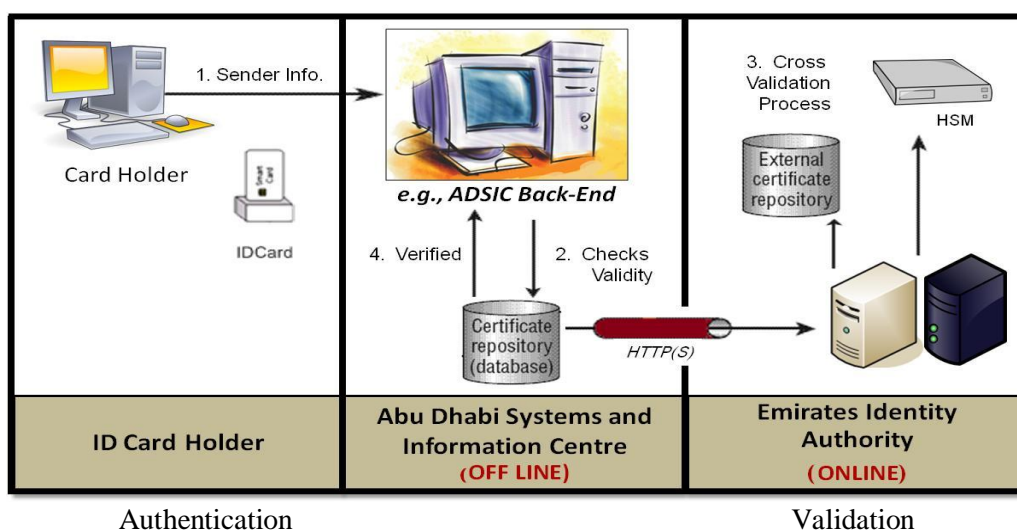 1. Sender Info.
Card Holder
Smart
Card
IDCard
e.g., ADSIC Back-End
4. Verified
2. Checks
Validity
Certificate
repository
(database)
HTTP(S)
3. Cross
Validation
Process
HSM
External
certificate
repository
ID Card Holder
Abu Dhabi Systems and
Information Centre
(OFF LINE)
Emirates Identity
Authority
(ONLINE)
Authentication
Validation